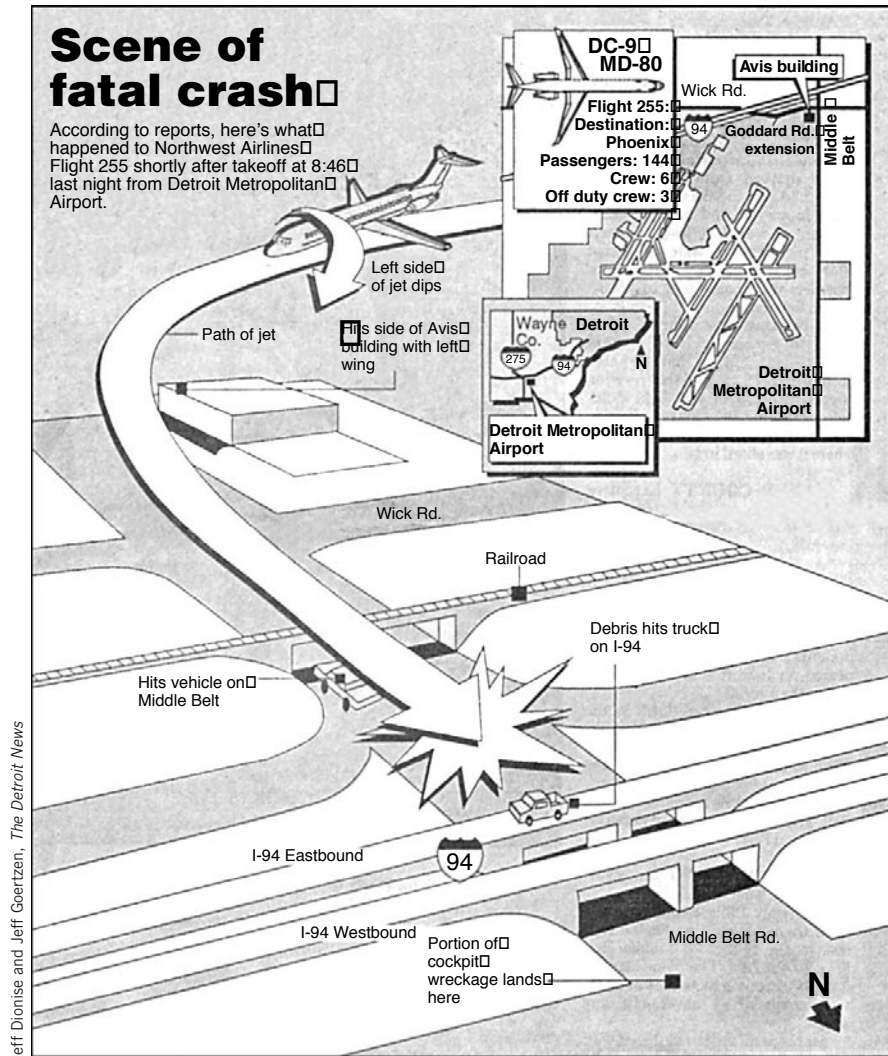 Scene of
fatal crash
According to reports, here's what
happened to Northwest Airlines
Flight 255 shortly after takeoff at 8:46
last night from Detroit Metropolitan
Airport.
DC-9
MD-80
Flight 255:
Destination:
Phoenix
Passengers: 144
Crew: 6
Off duty crew: 3
Avis building
Wick Rd.
94
Goddard Rd.
extension
Middle
Belt
Detroit
Metropolitan
Airport
Wayne
Co.
Detroit
275
94
N
Detroit Metropolitan
Airport
Left side
of jet dips
Path of jet
Hits side of Avis
building with left
wing
Wick Rd.
Railroad
Debris hits truck
on I-94
Hits vehicle on
Middle Belt
I-94 Eastbound
94
I-94 Westbound
Portion of
cockpit
wreckage lands
here
Middle Belt Rd.
N
eff Dionise and Jeff Goertzen, The Detroit News